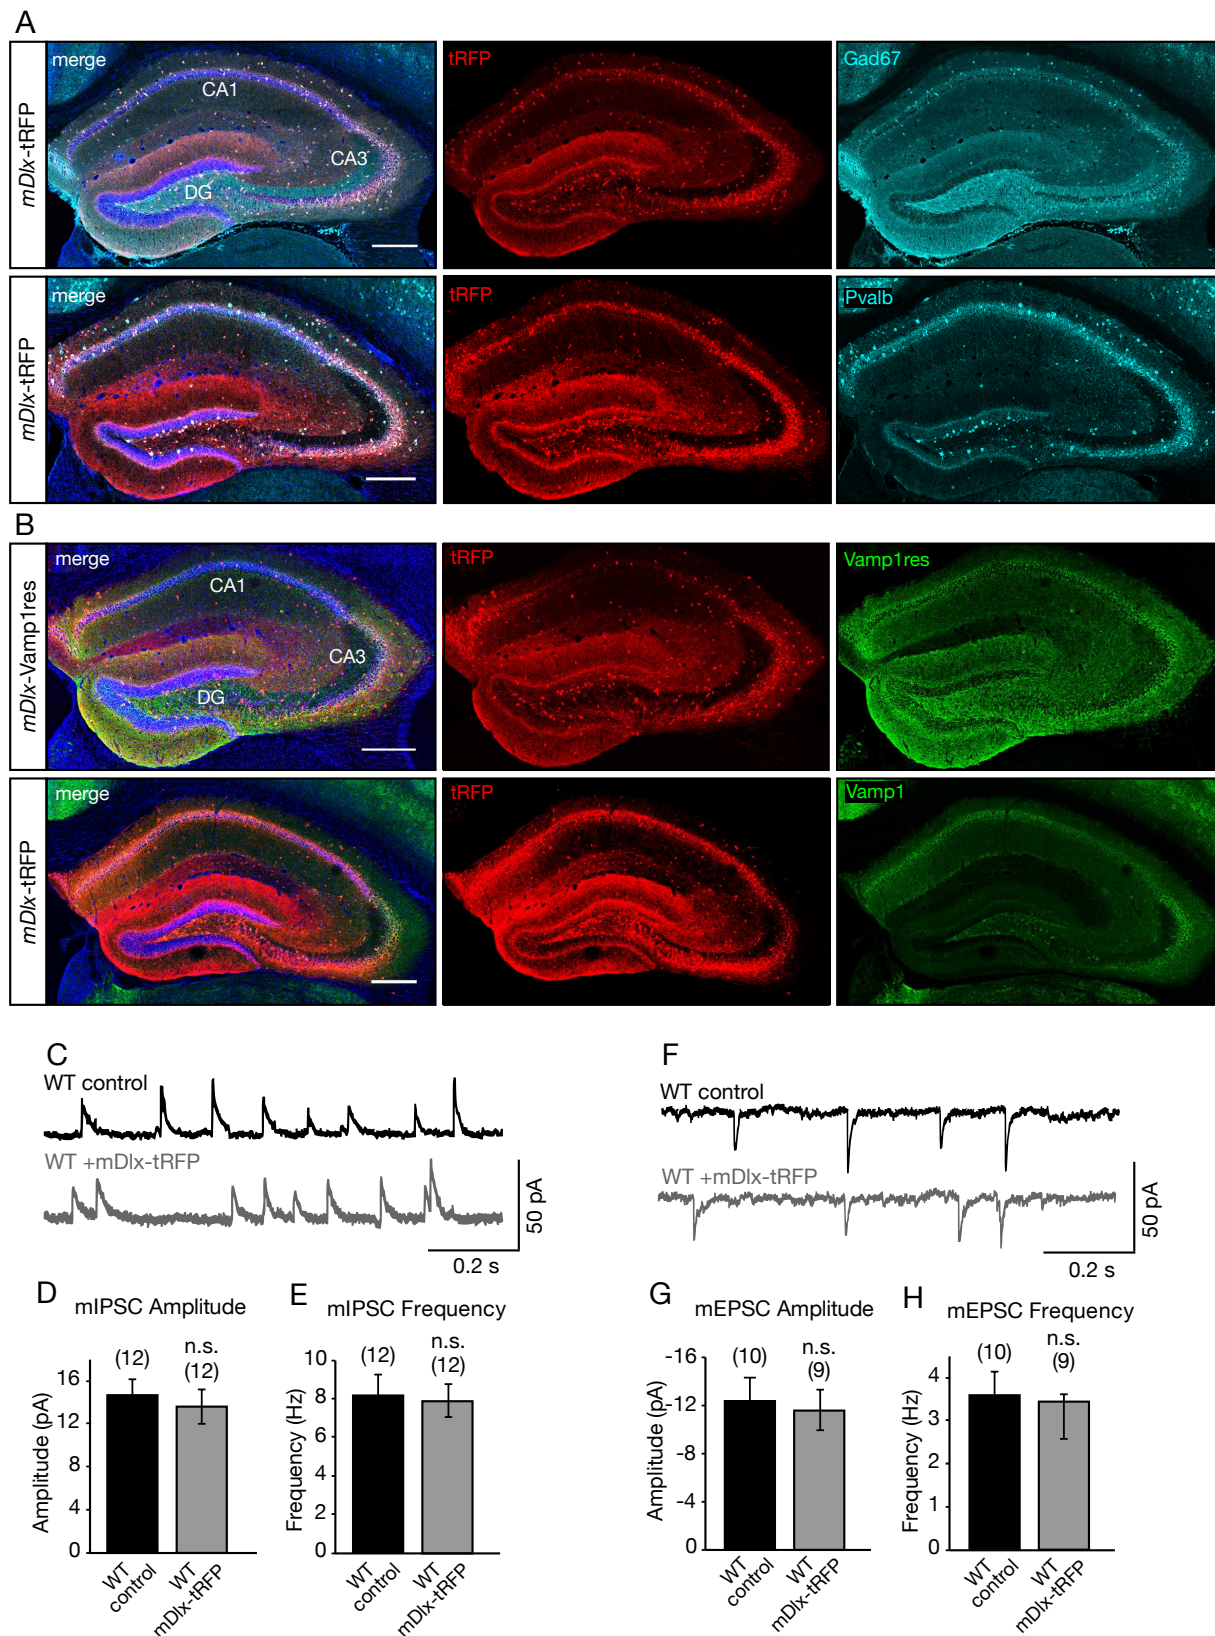 A
mDlx-tRFP
merge
CA1
CA3
DG
tRFP
Gad67
mDlx-tRFP
merge
tRFP
Pvalb
B
mDlx-Vamp1res
merge
CA1
CA3
DG
tRFP
Vamp1res
mDlx-tRFP
merge
tRFP
Vamp1
C
WT control
WT +mDlx-tRFP
50 pA
0.2 s
F
WT control
WT +mDlx-tRFP
50 pA
0.2 s
D
mIPSC Amplitude
Amplitude (pA)
16
12
8
4
0
(12)
n.s.
(12)
WT
control
WT
mDlx-tRFP
E
mIPSC Frequency
Frequency (Hz)
10
8
6
4
2
0
(12)
n.s.
(12)
WT
control
WT
mDlx-tRFP
G
mEPSC Amplitude
Amplitude (pA)
-16
-12
-8
-4
0
(10)
n.s.
(9)
WT
control
WT
mDlx-tRFP
H
mEPSC Frequency
Frequency (Hz)
4
3
2
1
0
(10)
n.s.
(9)
WT
control
WT
mDlx-tRFP